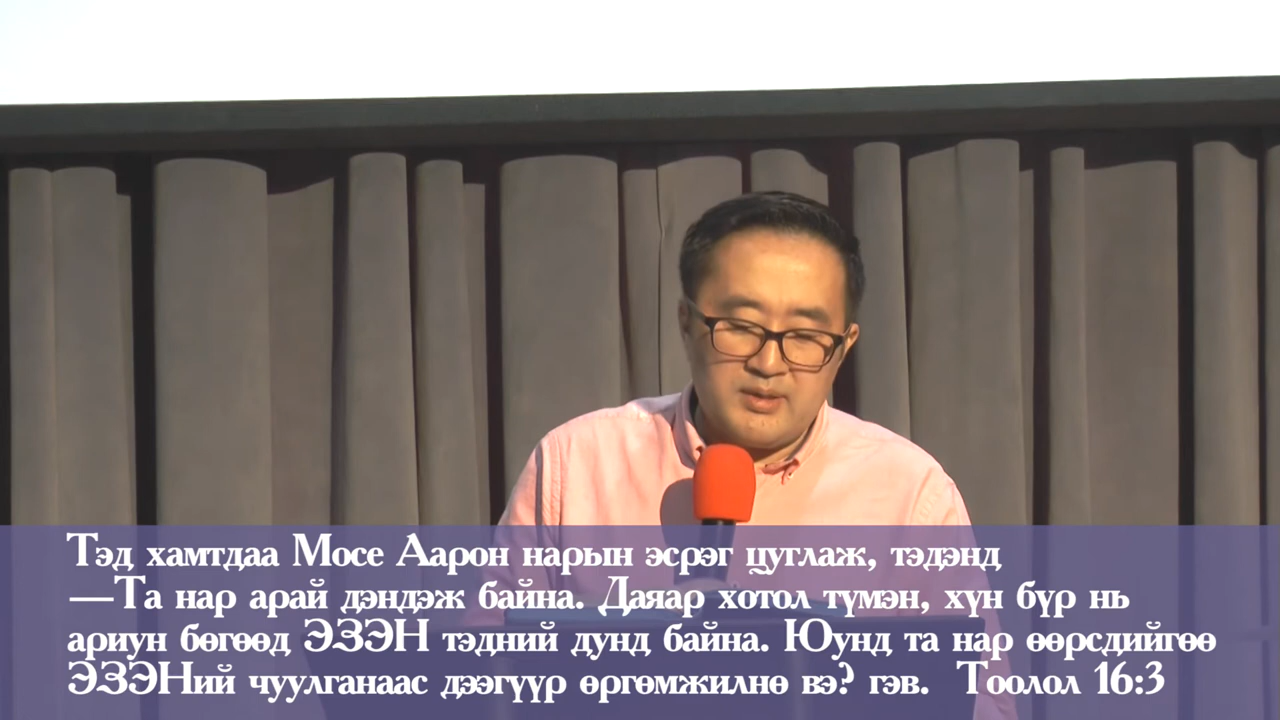 Тэд хамтдаа Мосе Аарон нарын эсрэг цуглаж, тэдэнд
—Та нар арай дэндэж байна. Даяар хотол түмэн, хүн бүр нь
ариун бөгөөд ЭЗЭН тэдний дунд байна. Юунд та нар өөрсдийгөө
ЭЗЭНий чуулганаас дээгүүр өргөмжилнө вэ? гэв. Тоолол 16:3